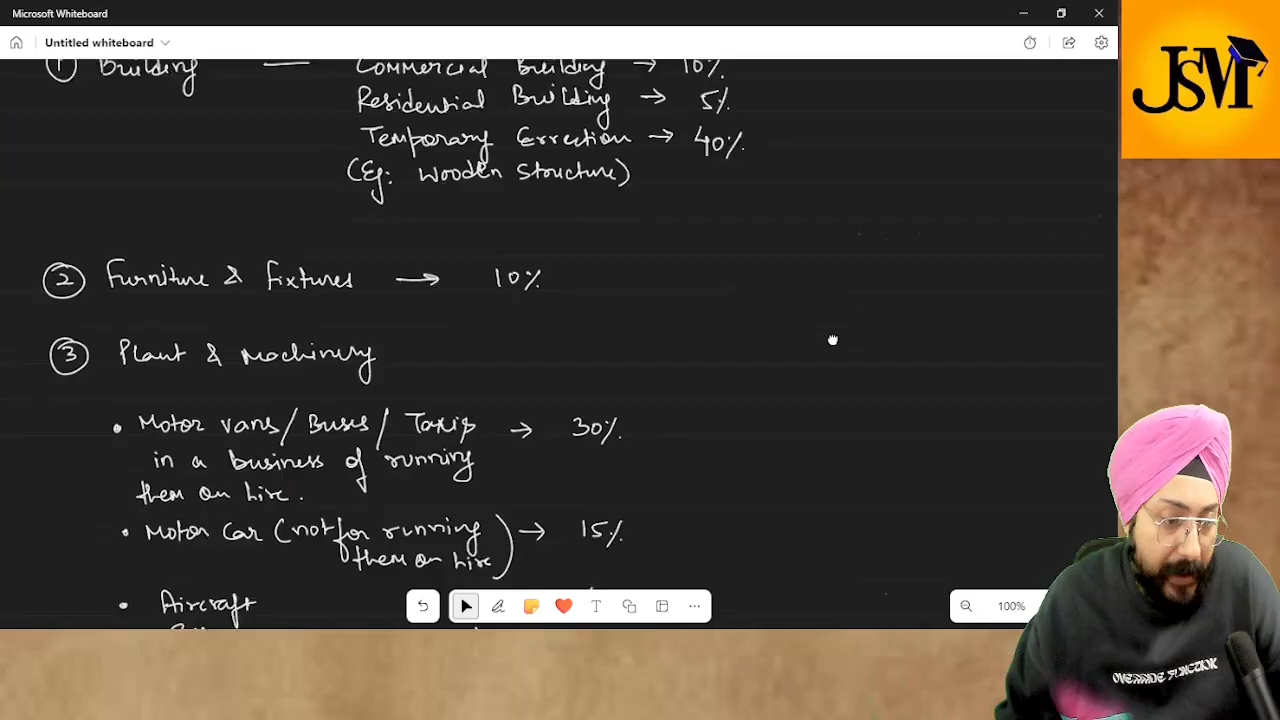 Microsoft Whiteboard
Untitled whiteboard
JSM
① Building — Commercial Building → 10%
Residential Building → 5%
Temporary Errection → 40%
(Eg: Wooden Structure)
② Furniture & fixtures → 10%
③ Plant & Machinery
• Motor vans/Buses/Taxis → 30%
in a business of running
them on hire.
• Motor Car (not for running → 15%
them on hire)
• Aircraft
100%
OVERRIDE FUNCTION